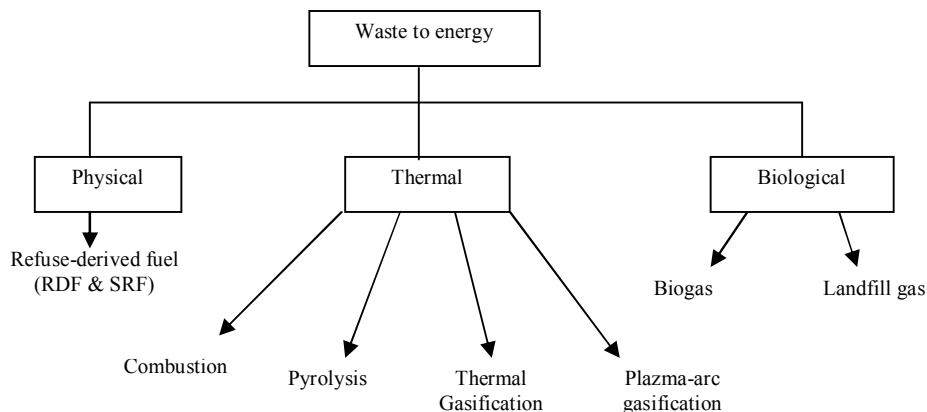 Waste to energy
Physical
Thermal
Biological
Refuse-derived fuel
(RDF & SRF)
Biogas
Landfill gas
Combustion
Pyrolysis
Thermal
Gasification
Plazma-arc
gasification